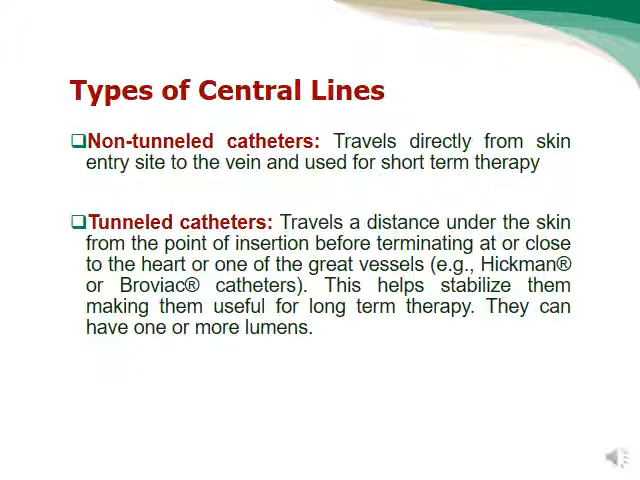 Types of Central Lines
❑Non-tunneled catheters: Travels directly from skin
entry site to the vein and used for short term therapy
❑Tunneled catheters: Travels a distance under the skin
from the point of insertion before terminating at or close
to the heart or one of the great vessels (e.g., Hickman®
or Broviac® catheters). This helps stabilize them
making them useful for long term therapy. They can
have one or more lumens.